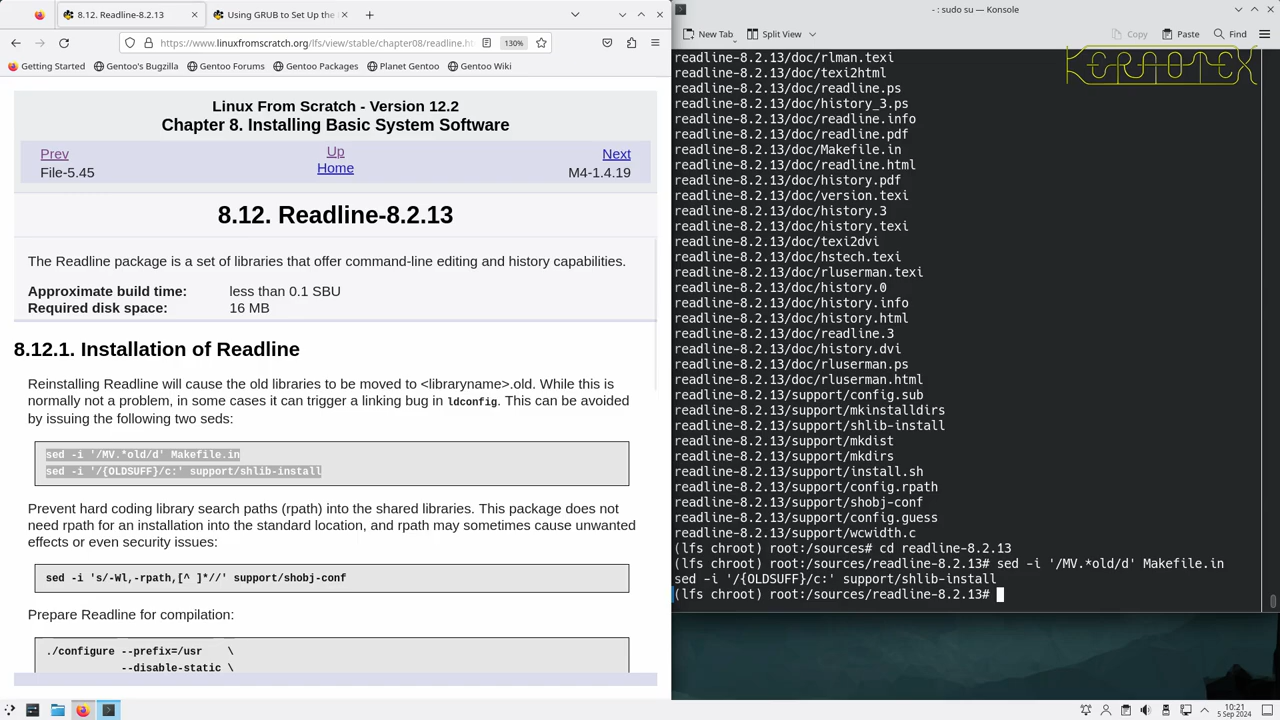 8.12. Readline-8.2.13
Using GRUB to Set Up the
https://www.linuxfromscratch.org/lfs/view/stable/chapter08/readline.h
130%
Getting Started
Gentoo's Bugzilla
Gentoo Forums
Gentoo Packages
Planet Gentoo
Gentoo Wiki
Linux From Scratch - Version 12.2
Chapter 8. Installing Basic System Software
Prev
Up
Next
File-5.45
Home
M4-1.4.19
8.12. Readline-8.2.13
The Readline package is a set of libraries that offer command-line editing and history capabilities.
Approximate build time: less than 0.1 SBU
Required disk space: 16 MB
8.12.1. Installation of Readline
Reinstalling Readline will cause the old libraries to be moved to <libraryname>.old. While this is
normally not a problem, in some cases it can trigger a linking bug in ldconfig. This can be avoided
by issuing the following two seds:
sed -i '/MV.*old/d' Makefile.in
sed -i '/{OLDSUFF}/c:' support/shlib-install
Prevent hard coding library search paths (rpath) into the shared libraries. This package does not
need rpath for an installation into the standard location, and rpath may sometimes cause unwanted
effects or even security issues:
sed -i 's/-Wl,-rpath,[^ ]*//' support/shobj-conf
Prepare Readline for compilation:
./configure --prefix=/usr \
--disable-static \
- : sudo su — Konsole
New Tab
Split View
Copy
Paste
Find
KERNOTEX
readline-8.2.13/doc/rlman.texi
readline-8.2.13/doc/texi2html
readline-8.2.13/doc/readline.ps
readline-8.2.13/doc/history_3.ps
readline-8.2.13/doc/readline.info
readline-8.2.13/doc/readline.pdf
readline-8.2.13/doc/Makefile.in
readline-8.2.13/doc/readline.html
readline-8.2.13/doc/history.pdf
readline-8.2.13/doc/version.texi
readline-8.2.13/doc/history.3
readline-8.2.13/doc/history.texi
readline-8.2.13/doc/texi2dvi
readline-8.2.13/doc/hstech.texi
readline-8.2.13/doc/rluserman.texi
readline-8.2.13/doc/history.0
readline-8.2.13/doc/history.info
readline-8.2.13/doc/history.html
readline-8.2.13/doc/readline.3
readline-8.2.13/doc/history.dvi
readline-8.2.13/doc/rluserman.ps
readline-8.2.13/doc/rluserman.html
readline-8.2.13/support/config.sub
readline-8.2.13/support/mkinstalldirs
readline-8.2.13/support/shlib-install
readline-8.2.13/support/mkdist
readline-8.2.13/support/mkdirs
readline-8.2.13/support/install.sh
readline-8.2.13/support/config.rpath
readline-8.2.13/support/shobj-conf
readline-8.2.13/support/config.guess
readline-8.2.13/support/wcwidth.c
(lfs chroot) root:/sources# cd readline-8.2.13
(lfs chroot) root:/sources/readline-8.2.13# sed -i '/MV.*old/d' Makefile.in
sed -i '/{OLDSUFF}/c:' support/shlib-install
(lfs chroot) root:/sources/readline-8.2.13#
10:21
5 Sep 2024